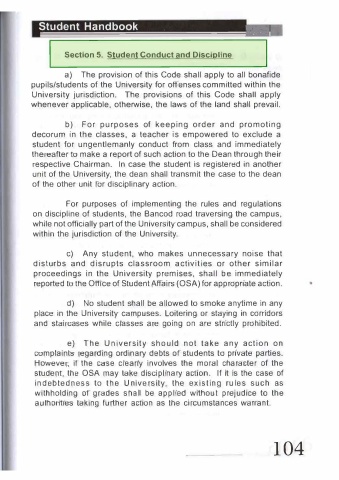 Student Handbook
Section 5. Student Conduct and Discipline
a) The provision of this Code shall apply to all bonafide
pupils/students of the University for offenses committed within the
University jurisdiction. The provisions of this Code shall apply
whenever applicable, otherwise, the laws of the land shall prevail.
b) For purposes of keeping order and promoting
decorum in the classes, a teacher is empowered to exclude a
student for ungentlemanly conduct from class and immediately
thereafter to make a report of such action to the Dean through their
respective Chairman. In case the student is registered in another
unit of the University, the dean shall transmit the case to the dean
of the other unit for disciplinary action.
For purposes of implementing the rules and regulations
on discipline of students, the Bancod road traversing the campus,
while not officially part of the University campus, shall be considered
within the jurisdiction of the University.
c) Any student, who makes unnecessary noise that
disturbs and disrupts classroom activities or other similar
proceedings in the University premises, shall be immediately
reported to the Office of Student Affairs (OSA) for appropriate action.
d) No student shall be allowed to smoke anytime in any
place in the University campuses. Loitering or staying in corridors
and staircases while classes are going on are strictly prohibited.
e) The University should not take any action on
complaints regarding ordinary debts of students to private parties.
However, if the case clearly involves the moral character of the
student, the OSA may take disciplinary action. If it is the case of
indebtedness to the University, the existing rules such as
withholding of grades shall be applied without prejudice to the
authorities taking further action as the circumstances warrant.
104